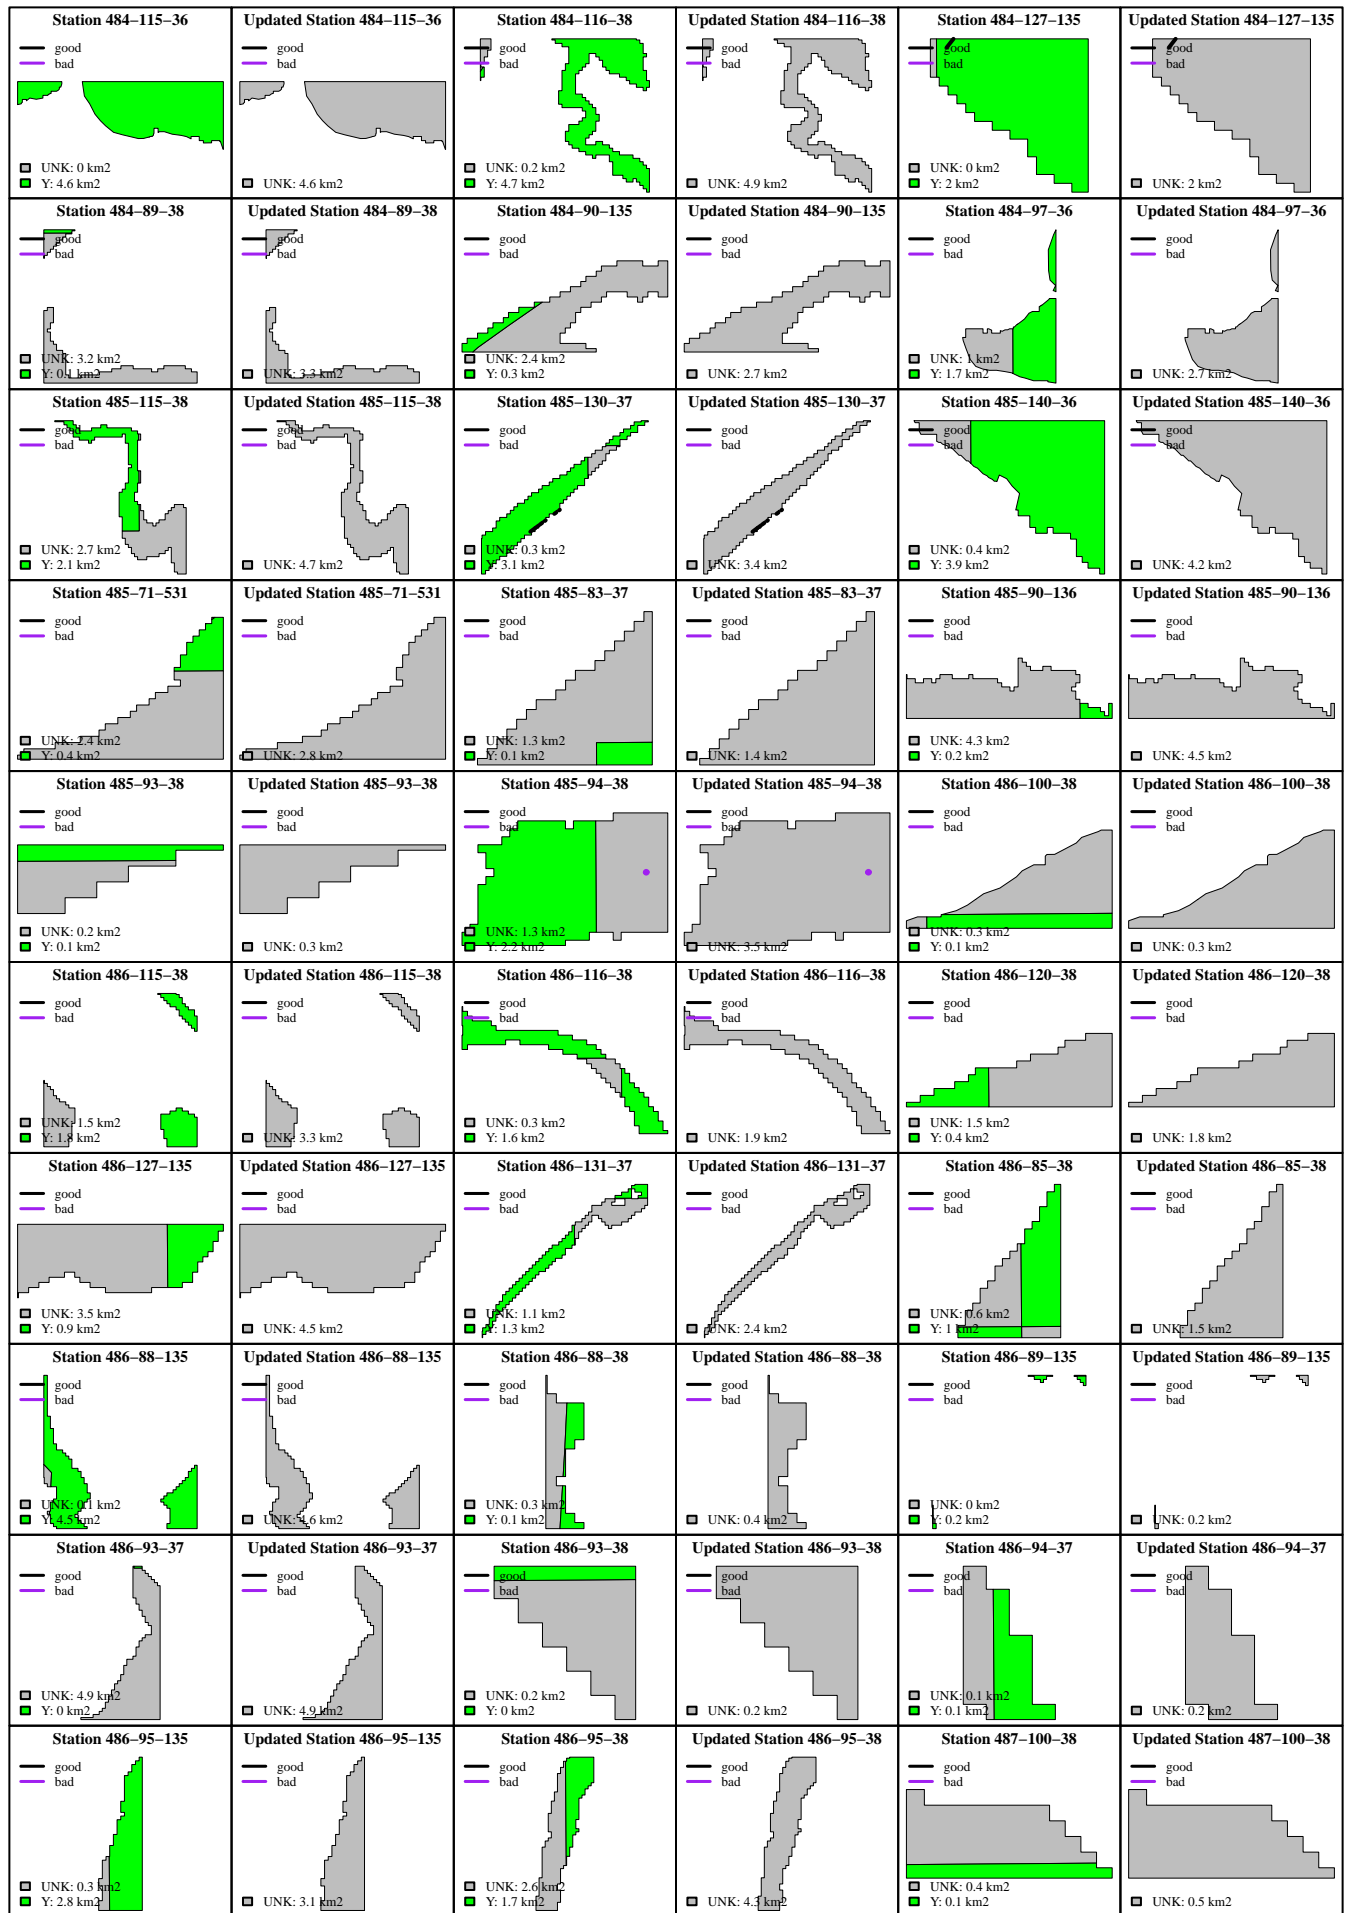 Station 484−115−36
good
bad
UNK: 0 km2
Y: 4.6 km2
Updated Station 484−115−36
good
bad
UNK: 4.6 km2
Station 484−116−38
good
bad
UNK: 0.2 km2
Y: 4.7 km2
Updated Station 484−116−38
good
bad
UNK: 4.9 km2
Station 484−127−135
good
bad
UNK: 0 km2
Y: 2 km2
Updated Station 484−127−135
good
bad
UNK: 2 km2
Station 484−89−38
good
bad
UNK: 3.2 km2
Y: 0.1 km2
Updated Station 484−89−38
good
bad
UNK: 3.3 km2
Station 484−90−135
good
bad
UNK: 2.4 km2
Y: 0.3 km2
Updated Station 484−90−135
good
bad
UNK: 2.7 km2
Station 484−97−36
good
bad
UNK: 1 km2
Y: 1.7 km2
Updated Station 484−97−36
good
bad
UNK: 2.7 km2
Station 485−115−38
good
bad
UNK: 2.7 km2
Y: 2.1 km2
Updated Station 485−115−38
good
bad
UNK: 4.7 km2
Station 485−130−37
good
bad
UNK: 0.3 km2
Y: 3.1 km2
Updated Station 485−130−37
good
bad
UNK: 3.4 km2
Station 485−140−36
good
bad
UNK: 0.4 km2
Y: 3.9 km2
Updated Station 485−140−36
good
bad
UNK: 4.2 km2
Station 485−71−531
good
bad
UNK: 2.4 km2
Y: 0.4 km2
Updated Station 485−71−531
good
bad
UNK: 2.8 km2
Station 485−83−37
good
bad
UNK: 1.3 km2
Y: 0.1 km2
Updated Station 485−83−37
good
bad
UNK: 1.4 km2
Station 485−90−136
good
bad
UNK: 4.3 km2
Y: 0.2 km2
Updated Station 485−90−136
good
bad
UNK: 4.5 km2
Station 485−93−38
good
bad
UNK: 0.2 km2
Y: 0.1 km2
Updated Station 485−93−38
good
bad
UNK: 0.3 km2
Station 485−94−38
good
bad
UNK: 1.3 km2
Y: 2.2 km2
Updated Station 485−94−38
good
bad
UNK: 3.5 km2
Station 486−100−38
good
bad
UNK: 0.3 km2
Y: 0.1 km2
Updated Station 486−100−38
good
bad
UNK: 0.3 km2
Station 486−115−38
good
bad
UNK: 1.5 km2
Y: 1.8 km2
Updated Station 486−115−38
good
bad
UNK: 3.3 km2
Station 486−116−38
good
bad
UNK: 0.3 km2
Y: 1.6 km2
Updated Station 486−116−38
good
bad
UNK: 1.9 km2
Station 486−120−38
good
bad
UNK: 1.5 km2
Y: 0.4 km2
Updated Station 486−120−38
good
bad
UNK: 1.8 km2
Station 486−127−135
good
bad
UNK: 3.5 km2
Y: 0.9 km2
Updated Station 486−127−135
good
bad
UNK: 4.5 km2
Station 486−131−37
good
bad
UNK: 1.1 km2
Y: 1.3 km2
Updated Station 486−131−37
good
bad
UNK: 2.4 km2
Station 486−85−38
good
bad
UNK: 0.6 km2
Y: 1 km2
Updated Station 486−85−38
good
bad
UNK: 1.5 km2
Station 486−88−135
good
bad
UNK: 0.1 km2
Y: 4.5 km2
Updated Station 486−88−135
good
bad
UNK: 4.6 km2
Station 486−88−38
good
bad
UNK: 0.3 km2
Y: 0.1 km2
Updated Station 486−88−38
good
bad
UNK: 0.4 km2
Station 486−89−135
good
bad
UNK: 0 km2
Y: 0.2 km2
Updated Station 486−89−135
good
bad
UNK: 0.2 km2
Station 486−93−37
good
bad
UNK: 4.9 km2
Y: 0 km2
Updated Station 486−93−37
good
bad
UNK: 4.9 km2
Station 486−93−38
good
bad
UNK: 0.2 km2
Y: 0 km2
Updated Station 486−93−38
good
bad
UNK: 0.2 km2
Station 486−94−37
good
bad
UNK: 0.1 km2
Y: 0.1 km2
Updated Station 486−94−37
good
bad
UNK: 0.2 km2
Station 486−95−135
good
bad
UNK: 0.3 km2
Y: 2.8 km2
Updated Station 486−95−135
good
bad
UNK: 3.1 km2
Station 486−95−38
good
bad
UNK: 2.6 km2
Y: 1.7 km2
Updated Station 486−95−38
good
bad
UNK: 4.3 km2
Station 487−100−38
good
bad
UNK: 0.4 km2
Y: 0.1 km2
Updated Station 487−100−38
good
bad
UNK: 0.5 km2